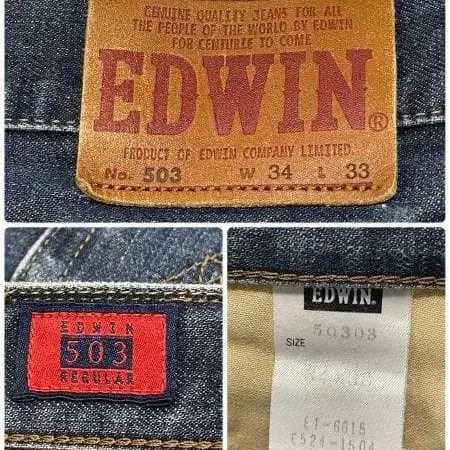 GENUINE QUALITY JEANS FOR ALL
THE PEOPLE OF THE WORLD BY EDWIN
FOR CENTURIE TO COME
EDWIN®
PRODUCT OF EDWIN COMPANY LIMITED.
No. 503 W 34 L 33
EDWIN
503
REGULAR
EDWIN.
50303
SIZE
ET-6615
E524-1504